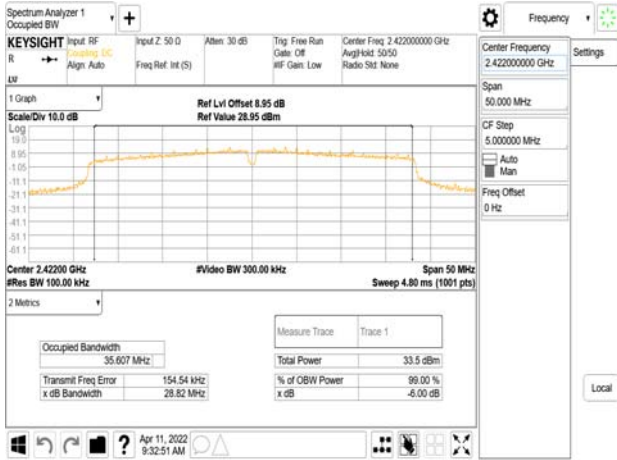 Spectrum Analyzer 1
Occupied BW
KEYSIGHT
R
Input: RF
Coupling: DC
Align: Auto
Input Z: 50 Ω
Freq Ref: Int (S)
Atten: 30 dB
Trig: Free Run
Gate: Off
#IF Gain: Low
Center Freq: 2.422000000 GHz
Avg|Hold: 50/50
Radio Std: None
1 Graph
Scale/Div 10.0 dB
Ref Lvl Offset 8.95 dB
Ref Value 28.95 dBm
Log
19.0
8.95
-1.05
-11.1
-21.1
-31.1
-41.1
-51.1
-61.1
Center 2.42200 GHz
#Video BW 300.00 kHz
Span 50 MHz
#Res BW 100.00 kHz
Sweep 4.80 ms (1001 pts)
2 Metrics
Measure Trace
Trace 1
Occupied Bandwidth
35.607 MHz
Total Power
33.5 dBm
Transmit Freq Error
154.54 kHz
% of OBW Power
99.00 %
x dB Bandwidth
28.82 MHz
x dB
-6.00 dB
Apr 11, 2022
9:32:51 AM
Frequency
Settings
Center Frequency
2.422000000 GHz
Span
50.000 MHz
CF Step
5.000000 MHz
Auto
Man
Freq Offset
0 Hz
Local